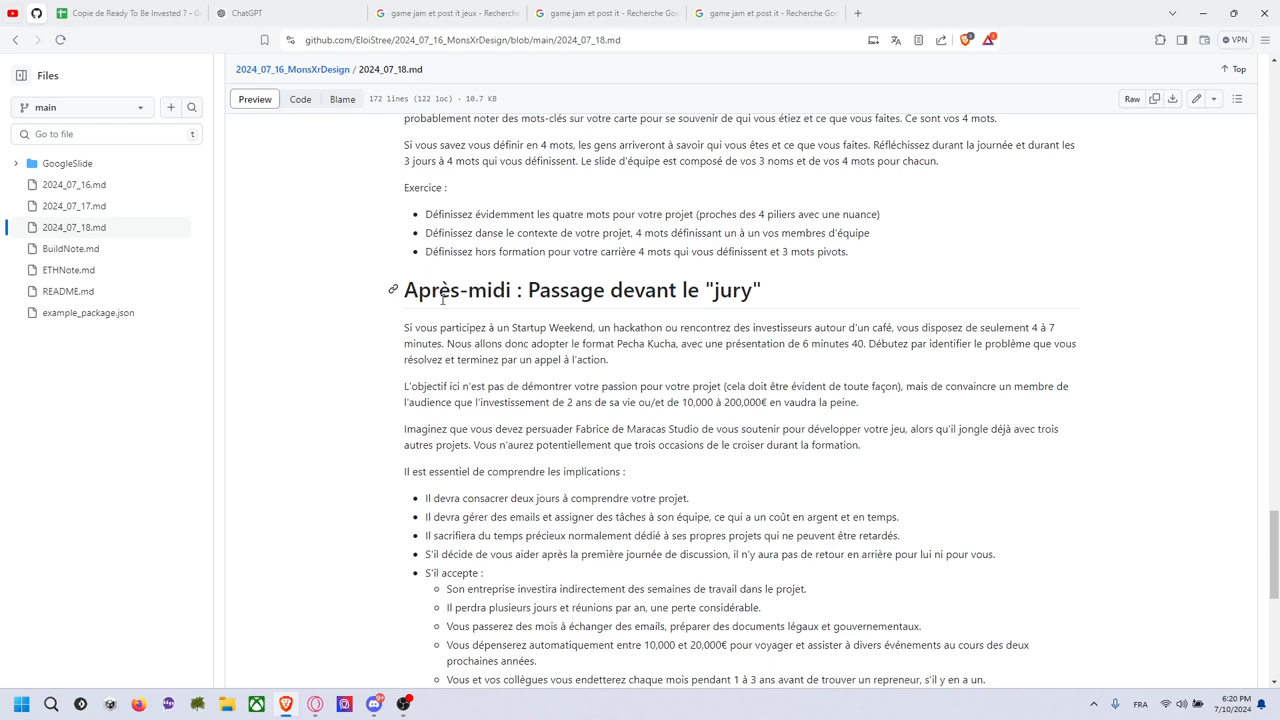 Copie de Ready To Be Invested ? - G
ChatGPT
game jam et post it jeux - Recherche
game jam et post it - Recherche Goo
game jam et post it - Recherche Goo
github.com/EloiStree/2024_07_16_MonsXrDesign/blob/main/2024_07_18.md
VPN
Files
2024_07_16_MonsXrDesign / 2024_07_18.md
Top
main
Preview Code Blame 172 lines (122 loc) · 10.7 KB
Raw
Go to file t
GoogleSlide
2024_07_16.md
2024_07_17.md
2024_07_18.md
BuildNote.md
ETHNote.md
README.md
example_package.json
probablement noter des mots-clés sur votre carte pour se souvenir de qui vous étiez et ce que vous faites. Ce sont vos 4 mots.
Si vous savez vous définir en 4 mots, les gens arriveront à savoir qui vous êtes et ce que vous faites. Réfléchissez durant la journée et durant les
3 jours à 4 mots qui vous définissent. Le slide d'équipe est composé de vos 3 noms et de vos 4 mots pour chacun.
Exercice :
Définissez évidemment les quatre mots pour votre projet (proches des 4 piliers avec une nuance)
Définissez danse le contexte de votre projet, 4 mots définissant un à un vos membres d'équipe
Définissez hors formation pour votre carrière 4 mots qui vous définissent et 3 mots pivots.
Après-midi : Passage devant le "jury"
Si vous participez à un Startup Weekend, un hackathon ou rencontrez des investisseurs autour d'un café, vous disposez de seulement 4 à 7
minutes. Nous allons donc adopter le format Pecha Kucha, avec une présentation de 6 minutes 40. Débutez par identifier le problème que vous
résolvez et terminez par un appel à l'action.
L'objectif ici n'est pas de démontrer votre passion pour votre projet (cela doit être évident de toute façon), mais de convaincre un membre de
l'audience que l'investissement de 2 ans de sa vie ou/et de 10,000 à 200,000€ en vaudra la peine.
Imaginez que vous devez persuader Fabrice de Maracas Studio de vous soutenir pour développer votre jeu, alors qu'il jongle déjà avec trois
autres projets. Vous n'aurez potentiellement que trois occasions de le croiser durant la formation.
Il est essentiel de comprendre les implications :
Il devra consacrer deux jours à comprendre votre projet.
Il devra gérer des emails et assigner des tâches à son équipe, ce qui a un coût en argent et en temps.
Il sacrifiera du temps précieux normalement dédié à ses propres projets qui ne peuvent être retardés.
S'il décide de vous aider après la première journée de discussion, il n'y aura pas de retour en arrière pour lui ni pour vous.
S'il accepte :
Son entreprise investira indirectement des semaines de travail dans le projet.
Il perdra plusieurs jours et réunions par an, une perte considérable.
Vous passerez des mois à échanger des emails, préparer des documents légaux et gouvernementaux.
Vous dépenserez automatiquement entre 10,000 et 20,000€ pour voyager et assister à divers événements au cours des deux
prochaines années.
Vous et vos collègues vous endetterez chaque mois pendant 1 à 3 ans avant de trouver un repreneur, s'il y en a un.
FRA
6:20 PM
7/10/2024